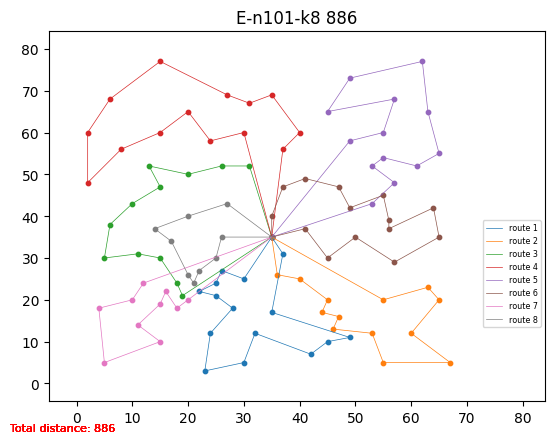 E-n101-k8 886
80
70
60
50
40
30
20
10
0
route 1
route 2
route 3
route 4
route 5
route 6
route 7
route 8
0 10 20 30 40 50 60 70 80
Total distance: 886